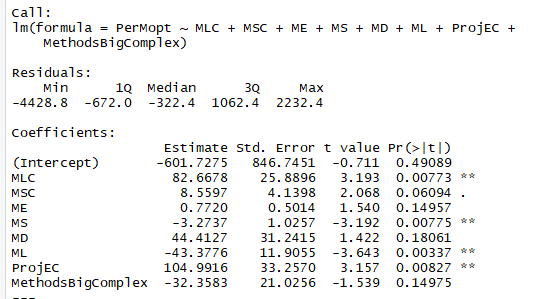 Call:
lm(formula = PerMopt ~ MLC + MSC + ME + MS + MD + ML + ProjEC +
    MethodsBigComplex)

Residuals:
    Min      1Q  Median      3Q     Max
-4428.8  -672.0  -322.4  1062.4  2232.4

Coefficients:
                   Estimate Std. Error t value Pr(>|t|)
(Intercept)       -601.7275   846.7451  -0.711  0.49089
MLC                 82.6678    25.8896   3.193  0.00773 **
MSC                  8.5597     4.1398   2.068  0.06094 .
ME                   0.7720     0.5014   1.540  0.14957
MS                  -3.2737     1.0257  -3.192  0.00775 **
MD                  44.4127    31.2415   1.422  0.18061
ML                 -43.3776    11.9055  -3.643  0.00337 **
ProjEC             104.9916    33.2570   3.157  0.00827 **
MethodsBigComplex  -32.3583    21.0256  -1.539  0.14975
---